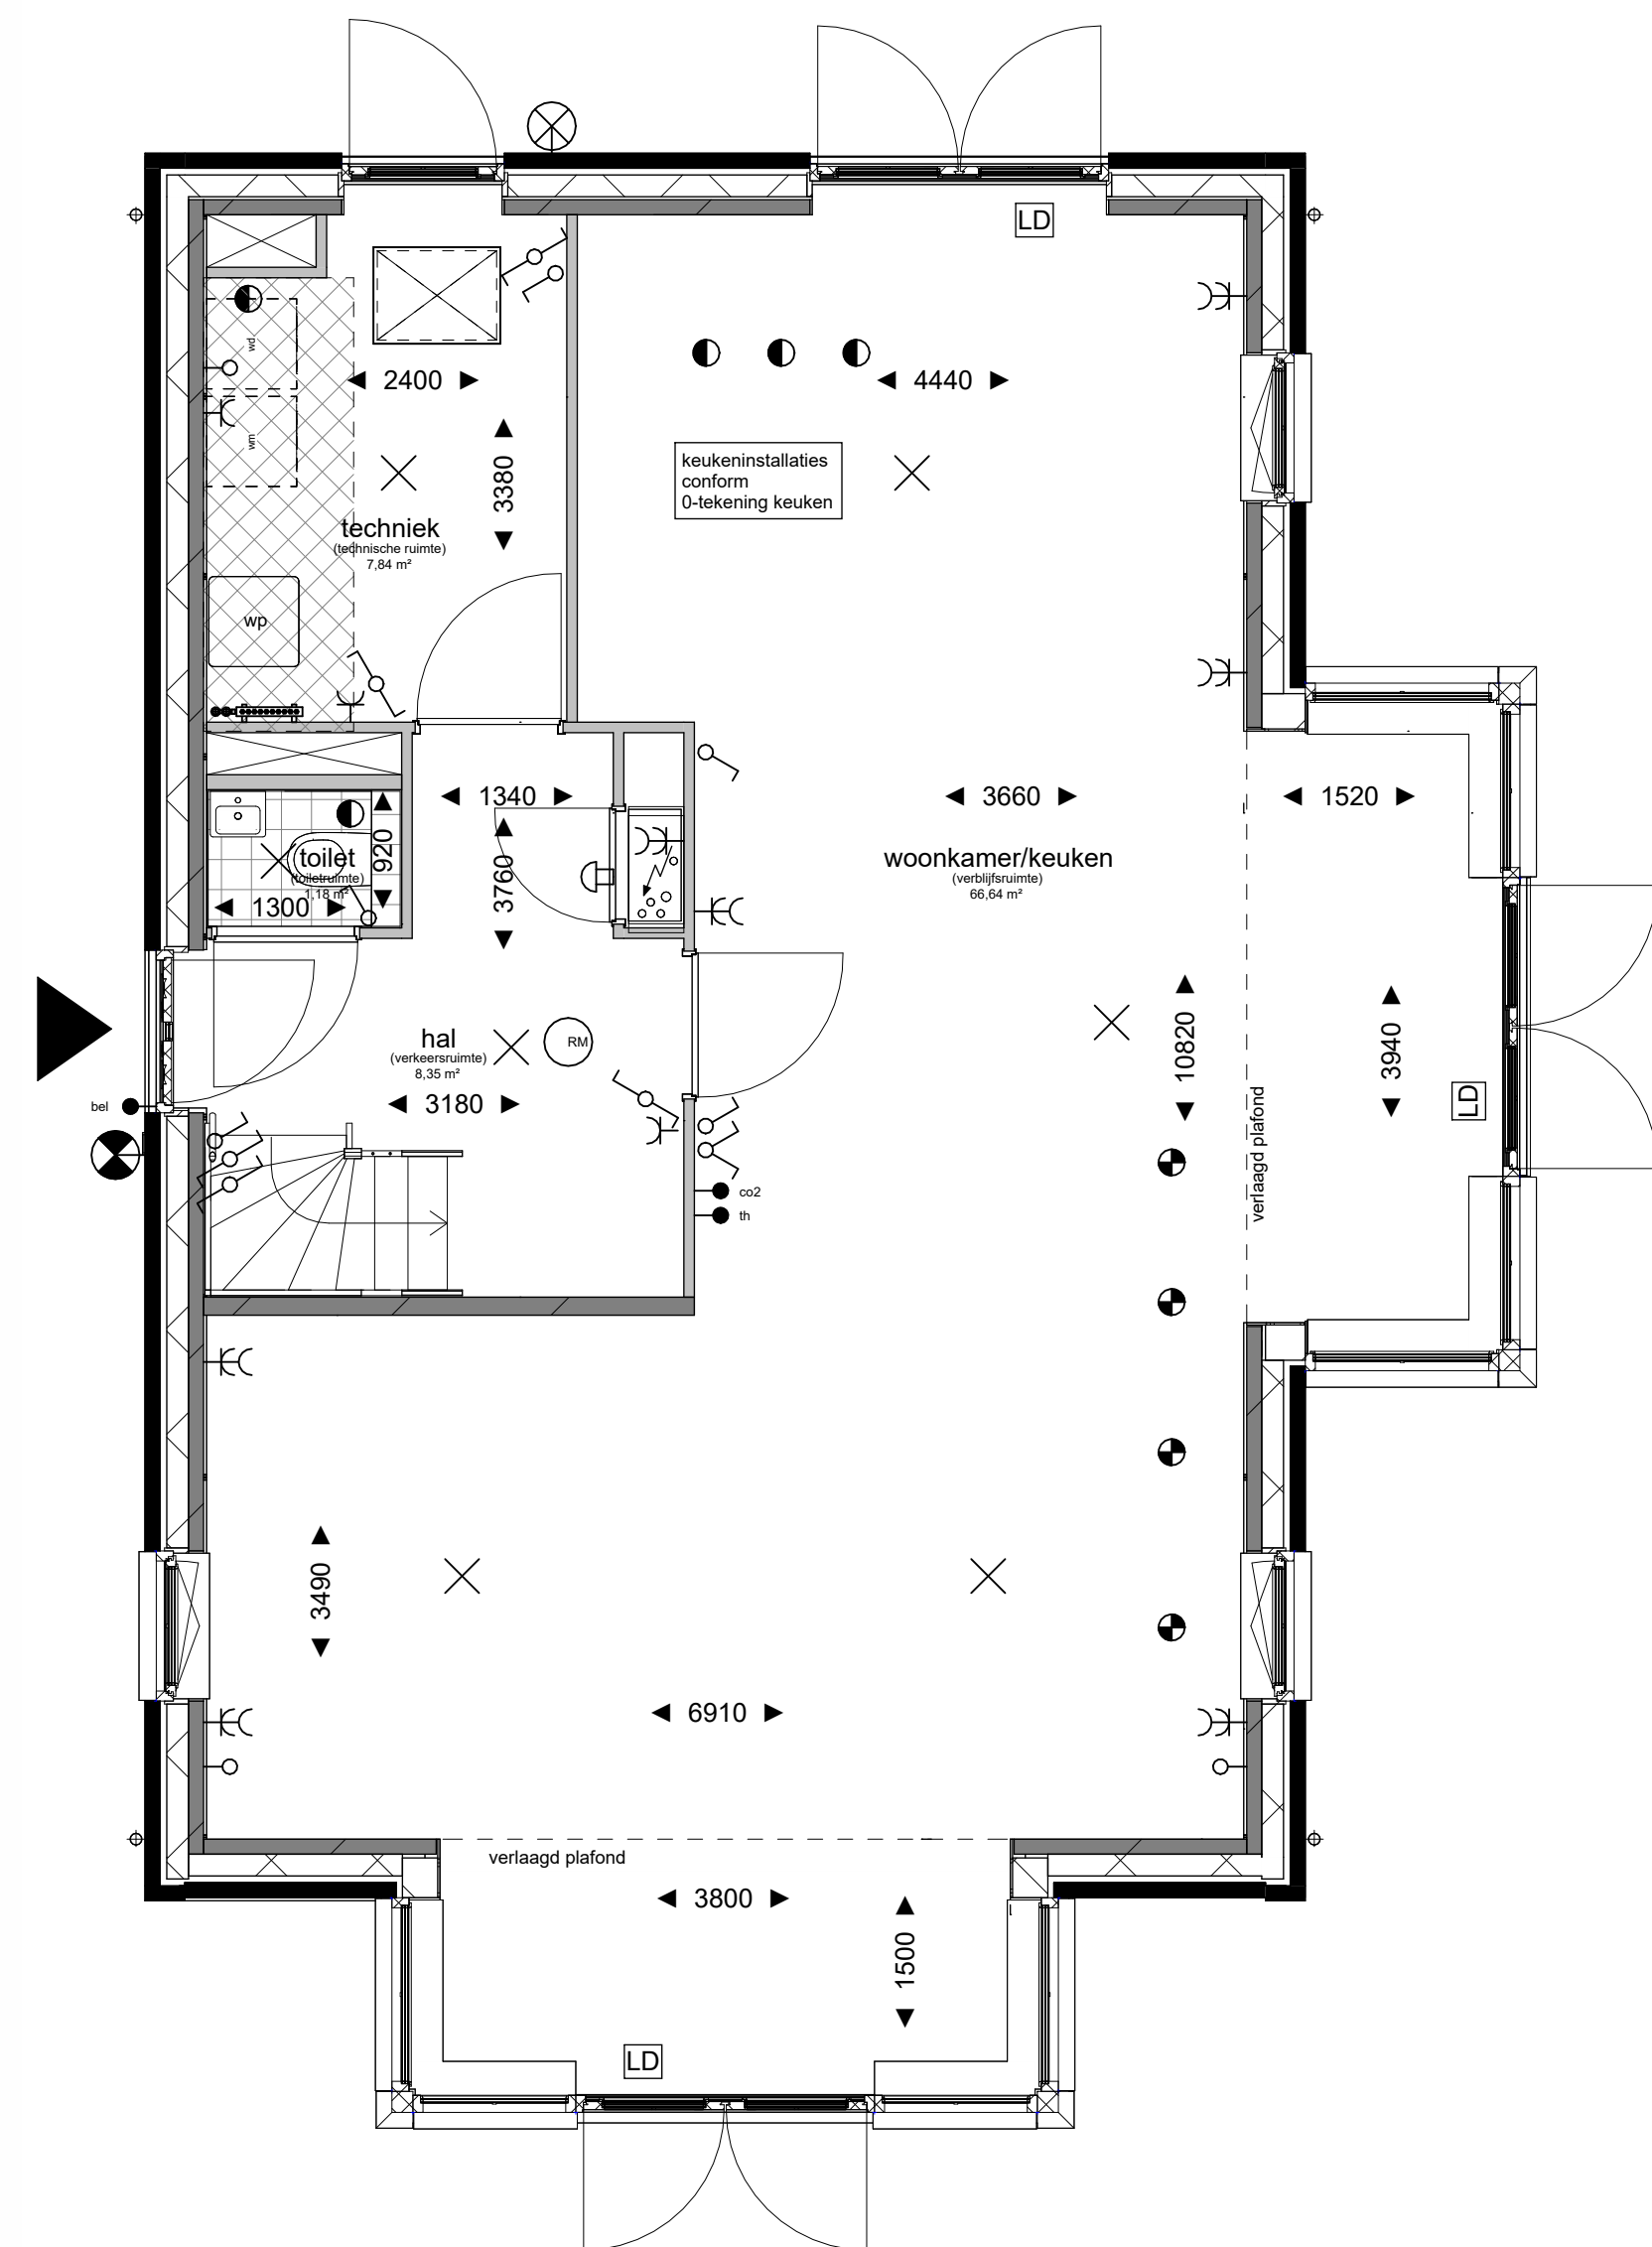 LD
wd
2400
4440
wm
3380
keukeninstallaties
conform
0-tekening keuken
techniek
(technische ruimte)
7,84 m²
wp
1340
3660
1520
920
3760
toilet
(toiletruimte)
1,18 m²
1300
woonkamer/keuken
(verblijfsruimte)
66,64 m²
hal
(verkeersruimte)
8,35 m²
RM
10820
3940
3180
bel
LD
verlaagd plafond
co2
th
3490
6910
verlaagd plafond
3800
1500
LD